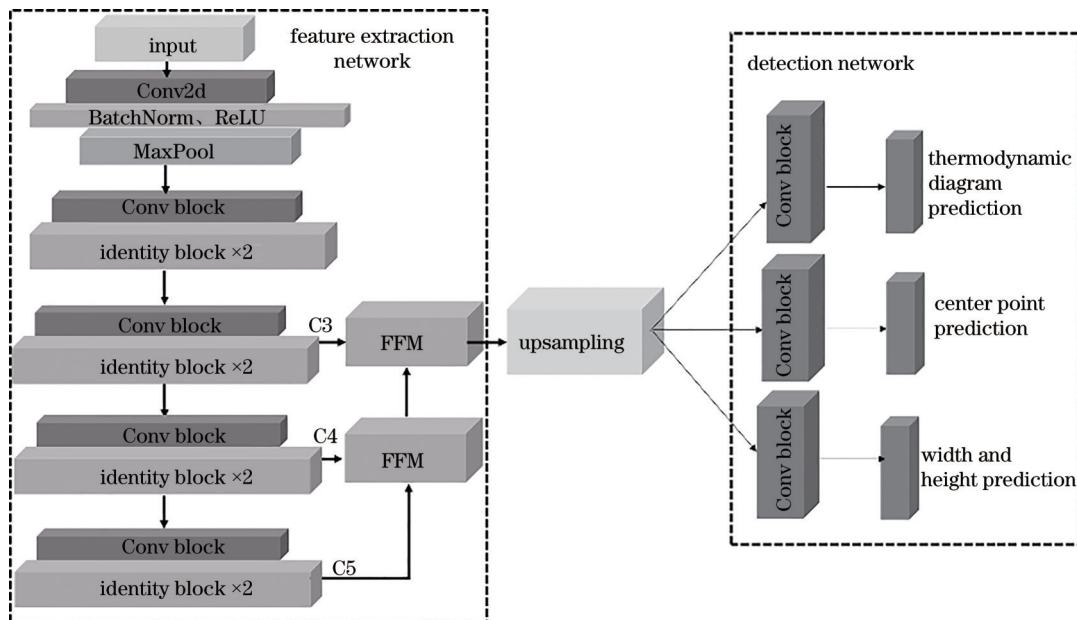 input
feature extraction
network
Conv2d
BatchNorm、ReLU
MaxPool
Conv block
identity block ×2
Conv block
identity block ×2
C3
FFM
Conv block
identity block ×2
C4
FFM
Conv block
identity block ×2
C5
upsampling
detection network
Conv block
thermodynamic
diagram
prediction
Conv block
center point
prediction
Conv block
width and
height prediction